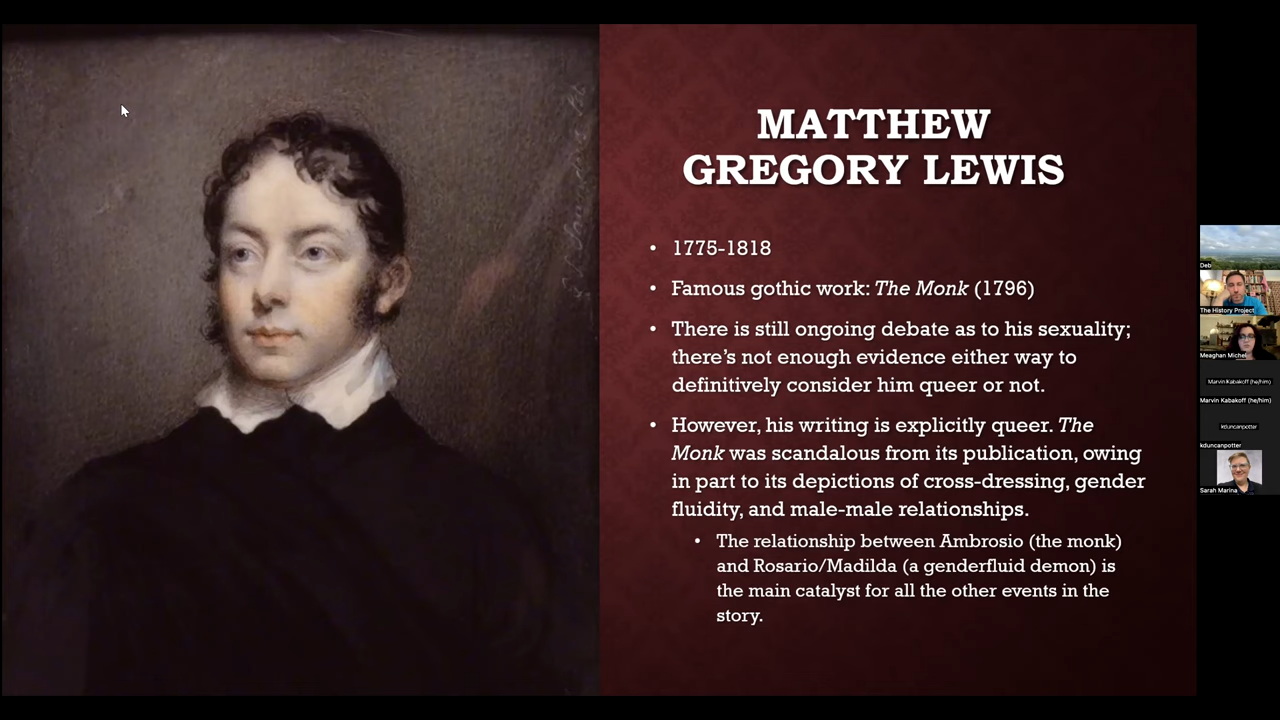 MATTHEW
GREGORY LEWIS
• 1775-1818
• Famous gothic work: The Monk (1796)
• There is still ongoing debate as to his sexuality;
there's not enough evidence either way to
definitively consider him queer or not.
• However, his writing is explicitly queer. The
Monk was scandalous from its publication, owing
in part to its depictions of cross-dressing, gender
fluidity, and male-male relationships.
• The relationship between Ambrosio (the monk)
and Rosario/Madilda (a genderfluid demon) is
the main catalyst for all the other events in the
story.
Deb
The History Project
Meaghan Michel
Marvin Kabakoff (he/him)
Marvin Kabakoff (he/him)
kduncanpotter
kduncanpotter
Sarah Marina